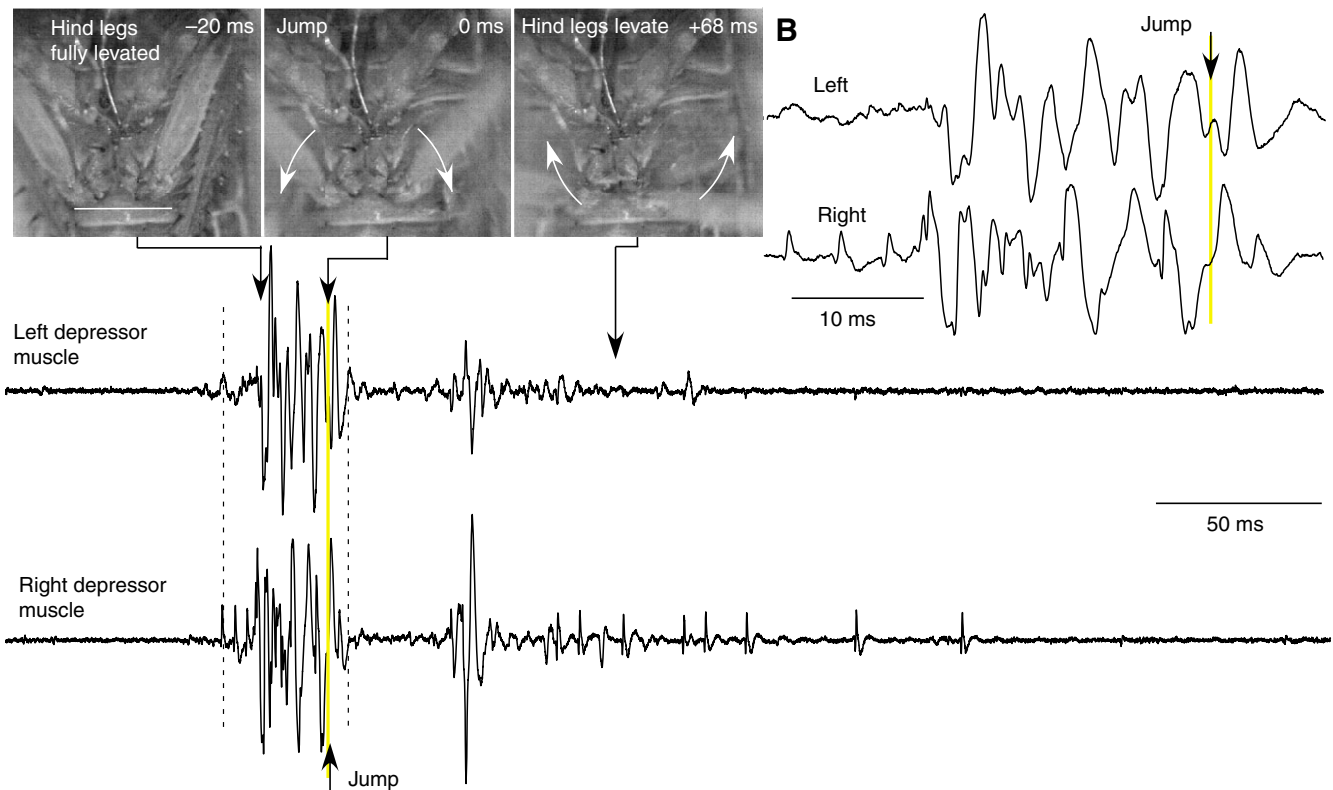 Hind legs
fully levated
–20 ms
Jump
0 ms
Hind legs levate
+68 ms
B
Jump
Left
Right
10 ms
Left depressor
muscle
50 ms
Right depressor
muscle
Jump